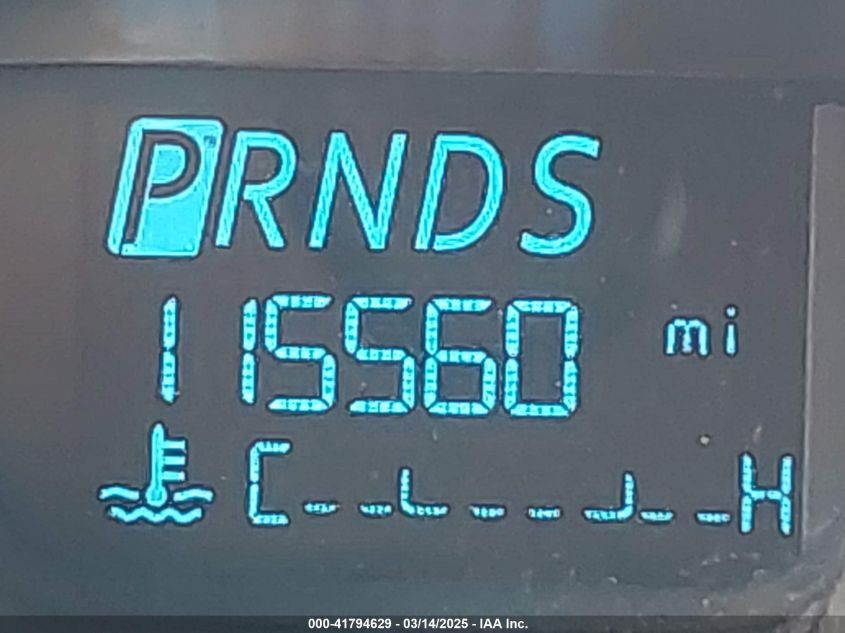 PRNDS
115560 mi
C H
000-41794629 - 03/14/2025 - IAA Inc.